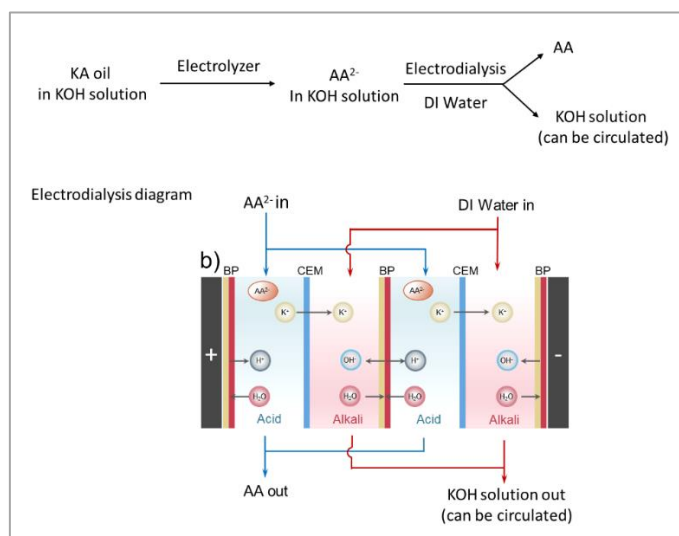 KA oil
in KOH solution
Electrolyzer
AA²⁻
In KOH solution
Electrodialysis
DI Water
AA
KOH solution
(can be circulated)
Electrodialysis diagram
AA²⁻ in
DI Water in
b)
BP
CEM
BP
CEM
BP
AA²⁻
AA²⁻
K⁺
K⁺
K⁺
K⁺
+
-
H⁺
OH⁻
H⁺
OH⁻
H₂O
H₂O
H₂O
H₂O
Acid
Alkali
Acid
Alkali
AA out
KOH solution out
(can be circulated)